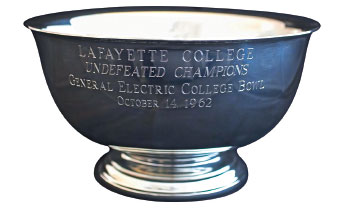 LAFAYETTE COLLEGE
UNDEFEATED CHAMPIONS
GENERAL ELECTRIC COLLEGE BOWL
OCTOBER 14, 1962